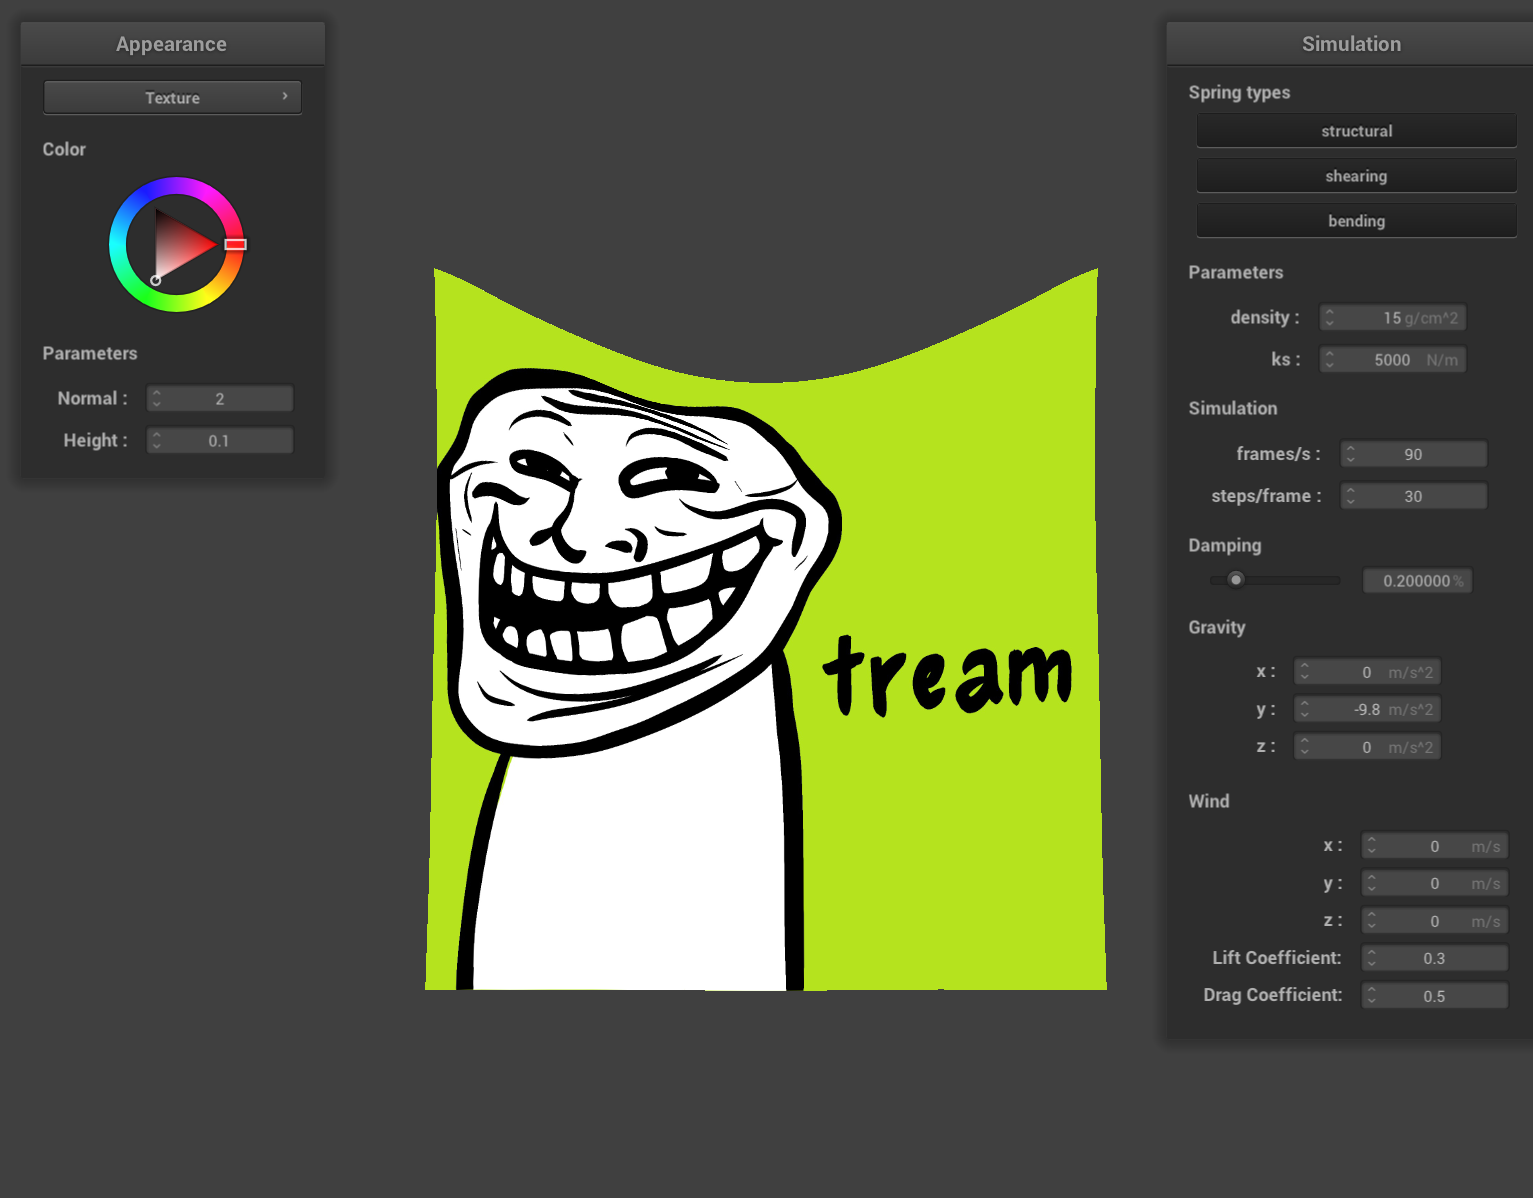 Appearance
Texture
Color
Parameters
Normal : 2
Height : 0.1
tream
Simulation
Spring types
structural
shearing
bending
Parameters
density : 15 g/cm^2
ks : 5000 N/m
Simulation
frames/s : 90
steps/frame : 30
Damping
0.200000 %
Gravity
x : 0 m/s^2
y : -9.8 m/s^2
z : 0 m/s^2
Wind
x : 0 m/s
y : 0 m/s
z : 0 m/s
Lift Coefficient: 0.3
Drag Coefficient: 0.5